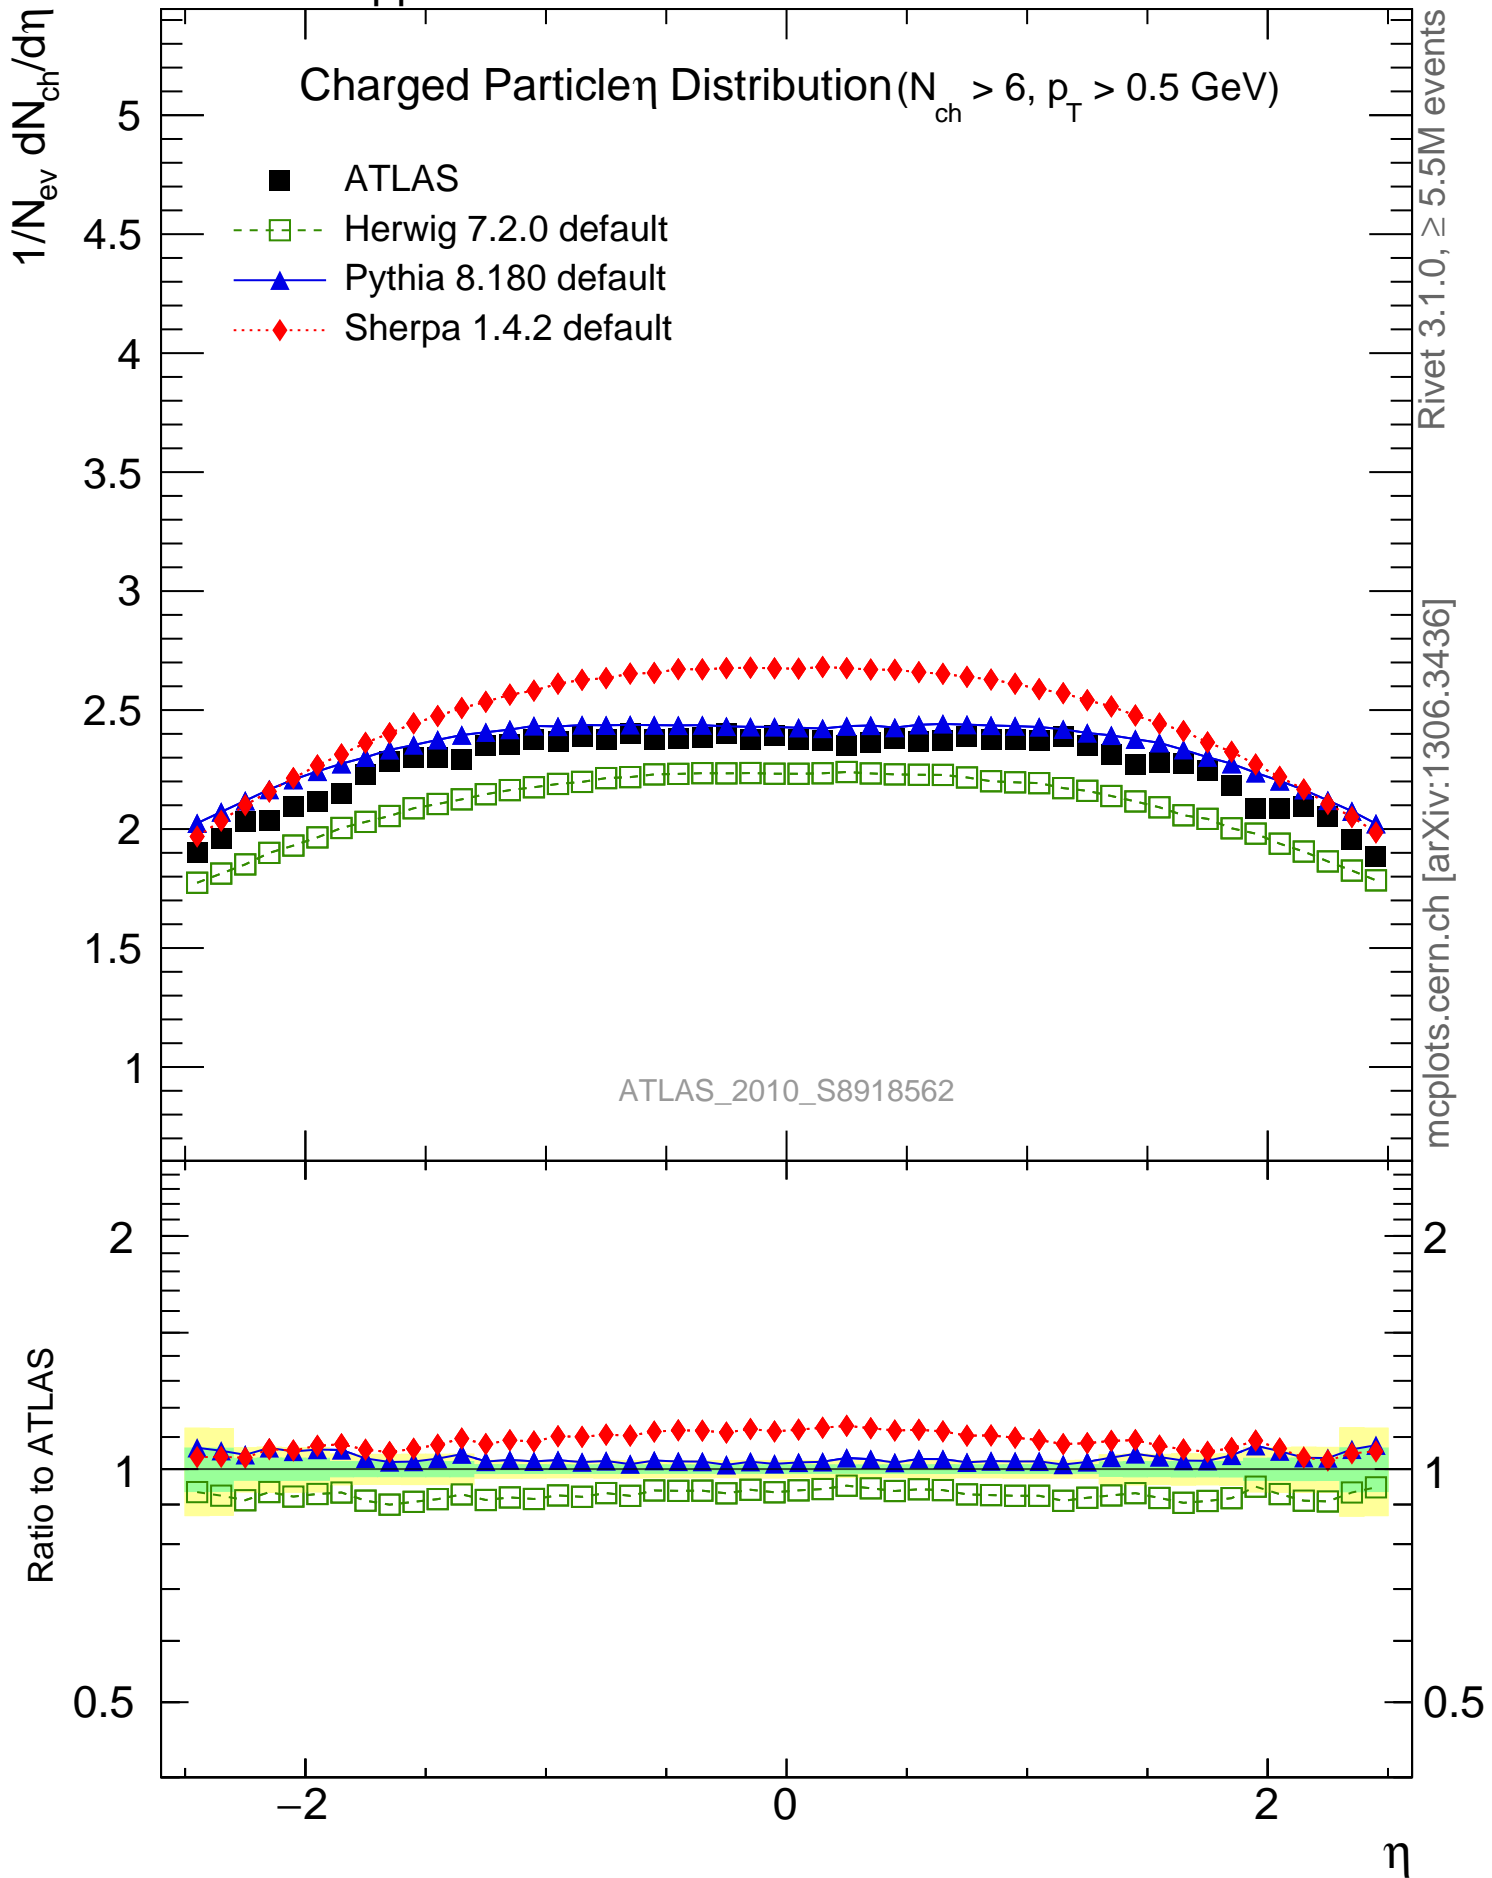 1/N_ev dN_ch/dη
Charged Particle η Distribution (N_ch > 6, p_T > 0.5 GeV)
ATLAS
Herwig 7.2.0 default
Pythia 8.180 default
Sherpa 1.4.2 default
5
4.5
4
3.5
3
2.5
2
1.5
1
ATLAS_2010_S8918562
Rivet 3.1.0, ≥ 5.5M events
mcplots.cern.ch [arXiv:1306.3436]
Ratio to ATLAS
2
1
0.5
2
1
0.5
−2
0
2
η